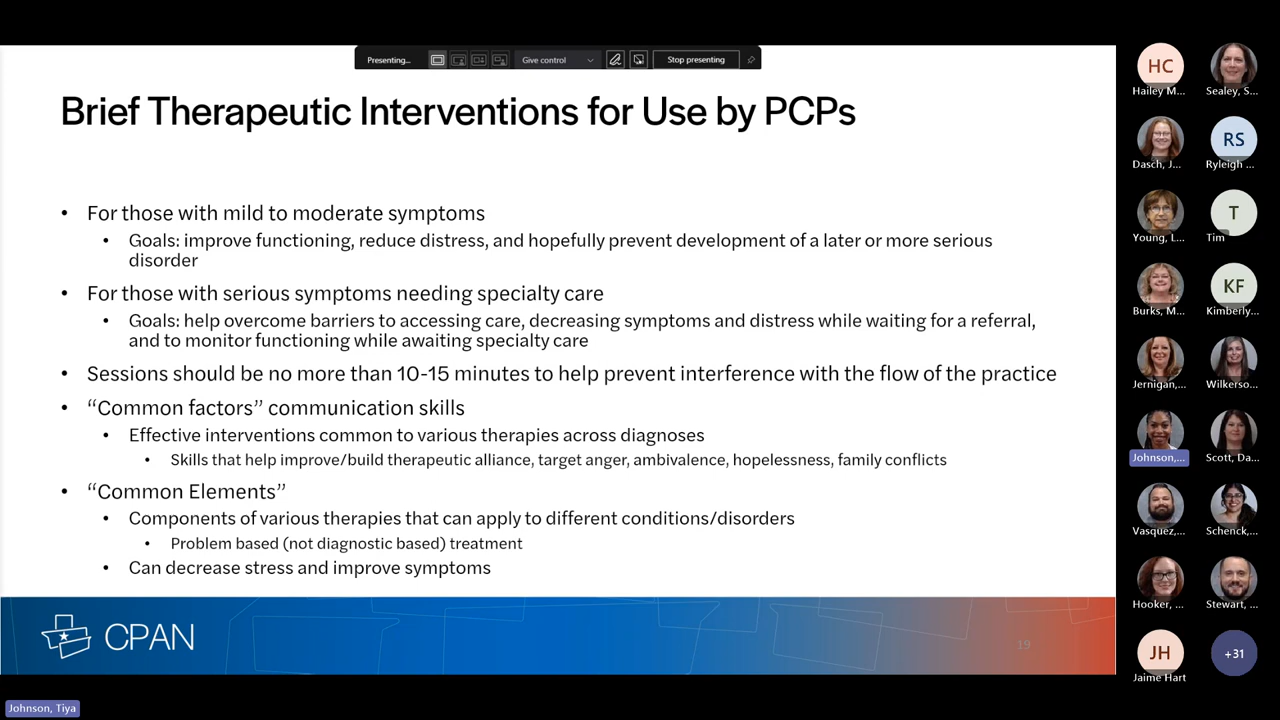 Presenting...
Give control
Stop presenting
Brief Therapeutic Interventions for Use by PCPs
• For those with mild to moderate symptoms
• Goals: improve functioning, reduce distress, and hopefully prevent development of a later or more serious
disorder
• For those with serious symptoms needing specialty care
• Goals: help overcome barriers to accessing care, decreasing symptoms and distress while waiting for a referral,
and to monitor functioning while awaiting specialty care
• Sessions should be no more than 10-15 minutes to help prevent interference with the flow of the practice
• “Common factors” communication skills
• Effective interventions common to various therapies across diagnoses
• Skills that help improve/build therapeutic alliance, target anger, ambivalence, hopelessness, family conflicts
• “Common Elements”
• Components of various therapies that can apply to different conditions/disorders
• Problem based (not diagnostic based) treatment
• Can decrease stress and improve symptoms
CPAN
19
Johnson, Tiya
HC
Hailey M...
Sealey, S...
Dasch, J...
RS
Ryleigh ...
Young, L...
T
Tim
Burks, M...
KF
Kimberly...
Jernigan,...
Wilkerso...
Johnson,...
Scott, Da...
Vasquez,...
Schenck,...
Hooker, ...
Stewart, ...
JH
Jaime Hart
+31